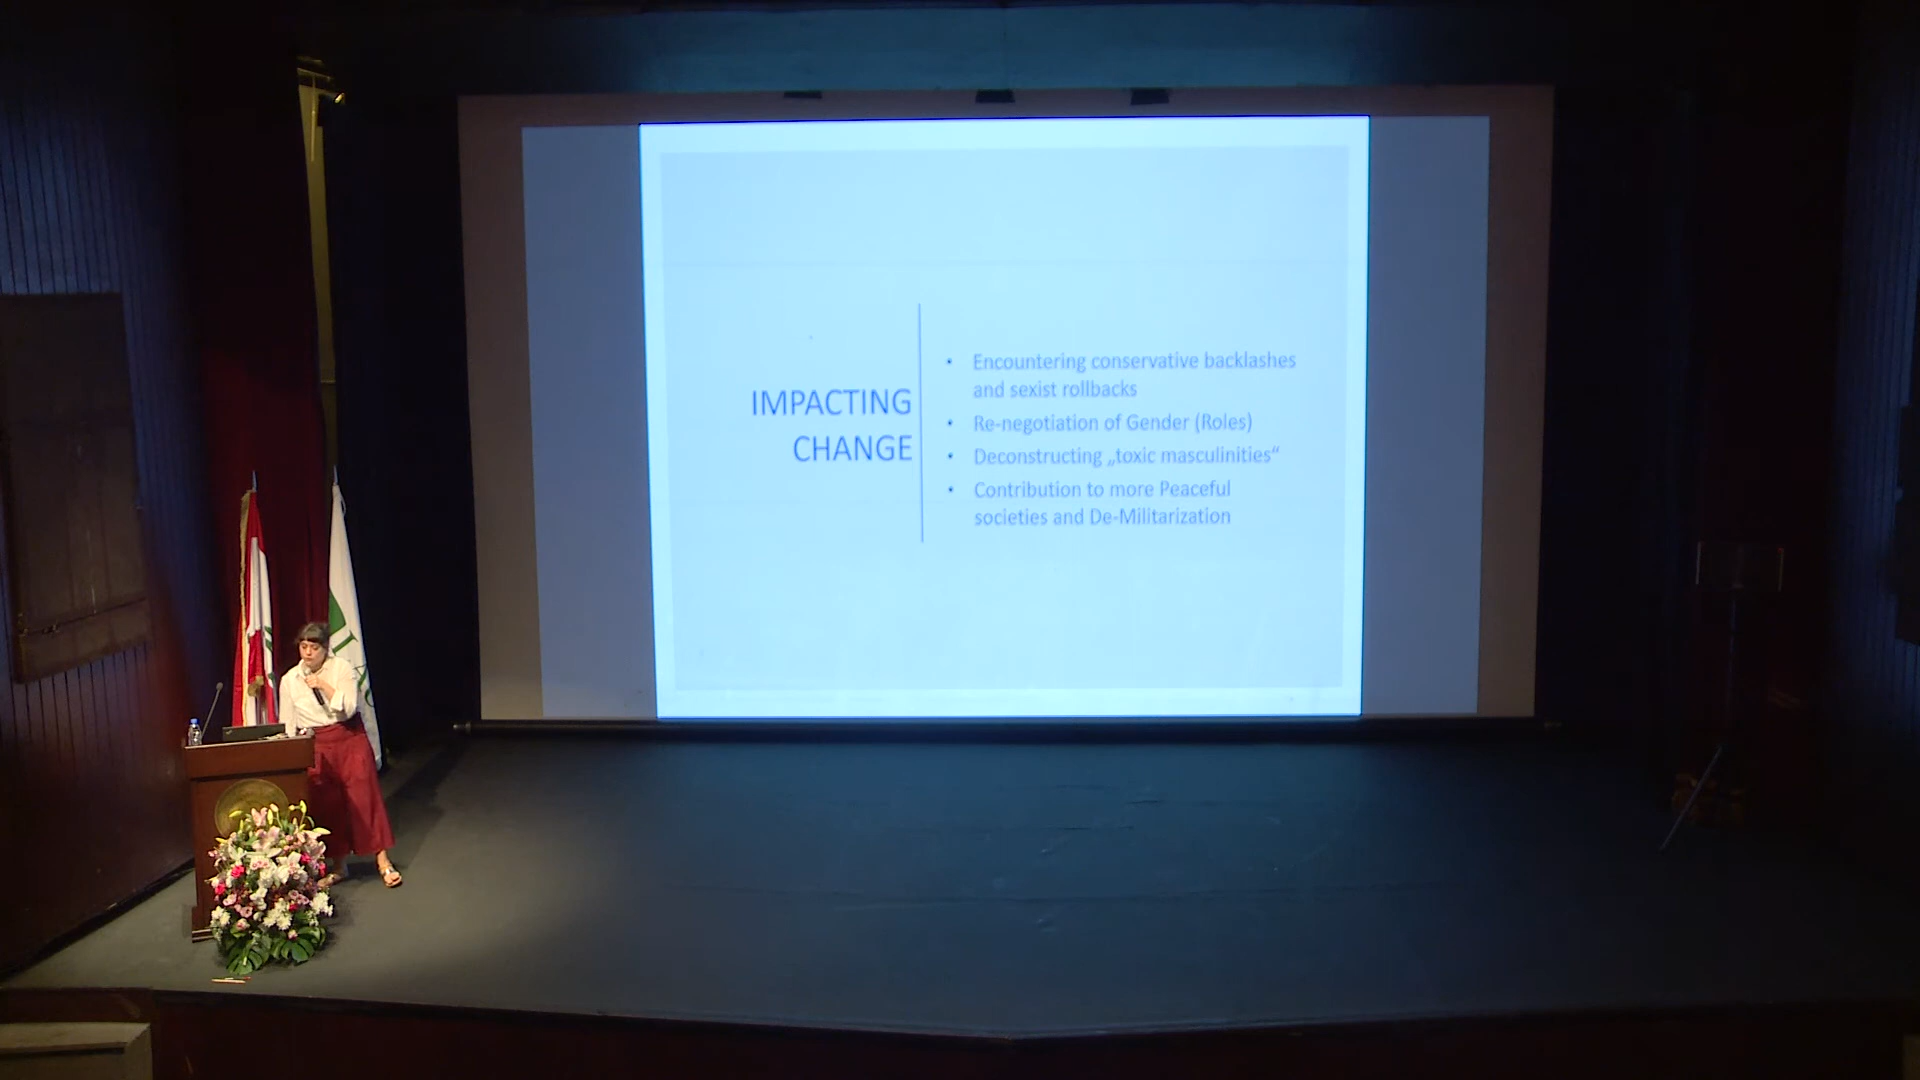 IMPACTING
CHANGE
• Encountering conservative backlashes
and sexist rollbacks
• Re-negotiation of Gender (Roles)
• Deconstructing „toxic masculinities“
• Contribution to more Peaceful
societies and De-Militarization